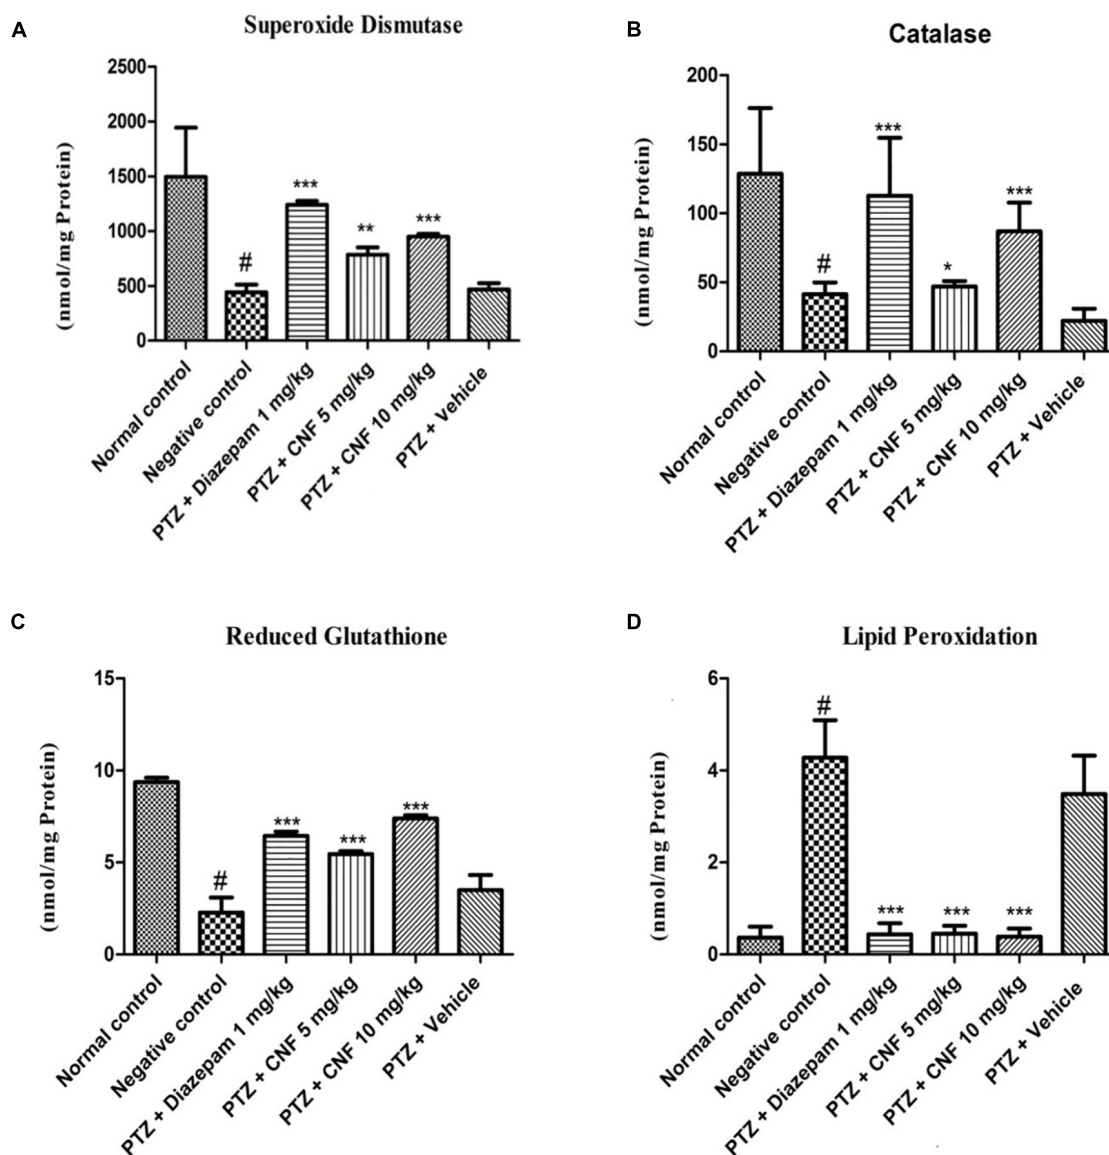 A
Superoxide Dismutase
(nmol/mg Protein)
2500
2000
1500
1000
500
0
#
***
**
***
Normal control
Negative control
PTZ + Diazepam 1 mg/kg
PTZ + CNF 5 mg/kg
PTZ + CNF 10 mg/kg
PTZ + Vehicle
B
Catalase
(nmol/mg Protein)
200
150
100
50
0
#
***
*
***
Normal control
Negative control
PTZ + Diazepam 1 mg/kg
PTZ + CNF 5 mg/kg
PTZ + CNF 10 mg/kg
PTZ + Vehicle
C
Reduced Glutathione
(nmol/mg Protein)
15
10
5
0
#
***
***
***
Normal control
Negative control
PTZ + Diazepam 1 mg/kg
PTZ + CNF 5 mg/kg
PTZ + CNF 10 mg/kg
PTZ + Vehicle
D
Lipid Peroxidation
(nmol/mg Protein)
6
4
2
0
#
***
***
***
Normal control
Negative control
PTZ + Diazepam 1 mg/kg
PTZ + CNF 5 mg/kg
PTZ + CNF 10 mg/kg
PTZ + Vehicle